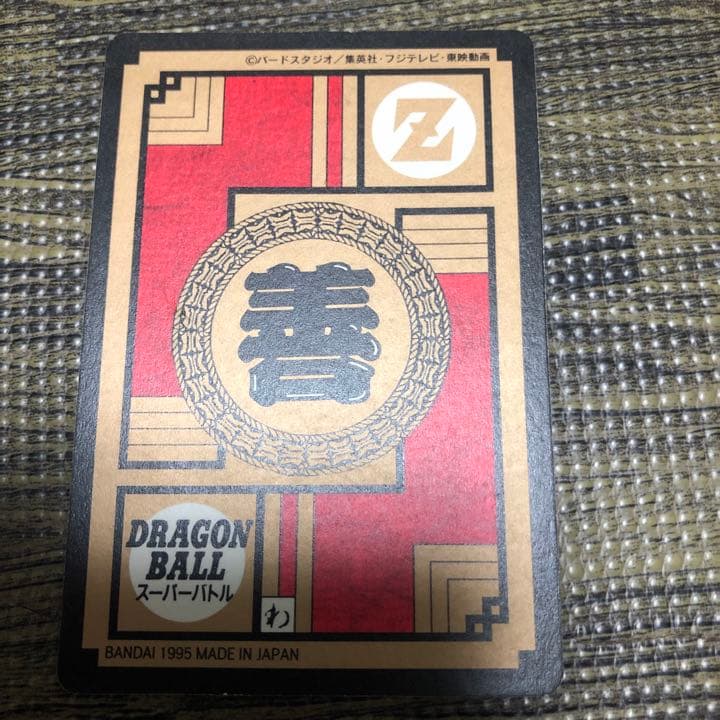 ©バードスタジオ／集英社・フジテレビ・東映動画
Z
善
DRAGON
BALL
スーパーバトル
わ
BANDAI 1995 MADE IN JAPAN